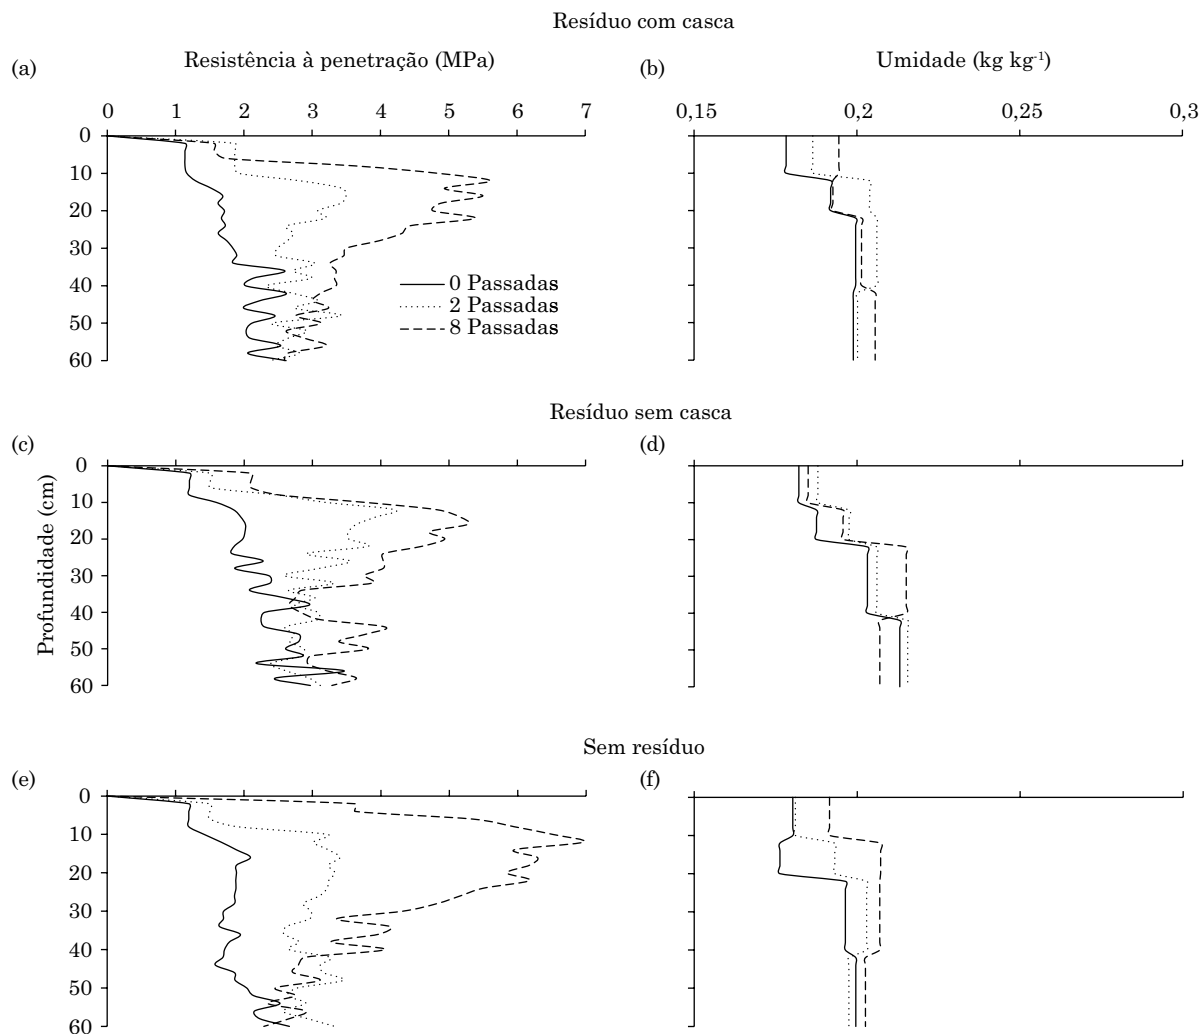 Resíduo com casca
(a) Resistência à penetração (MPa) (b) Umidade (kg kg⁻¹)
0 1 2 3 4 5 6 7 0,15 0,2 0,25 0,3
0
10
20
30
40
50
60
0 Passadas
2 Passadas
8 Passadas
Resíduo sem casca
(c) (d)
Profundidade (cm)
0
10
20
30
40
50
60
Sem resíduo
(e) (f)
0
10
20
30
40
50
60